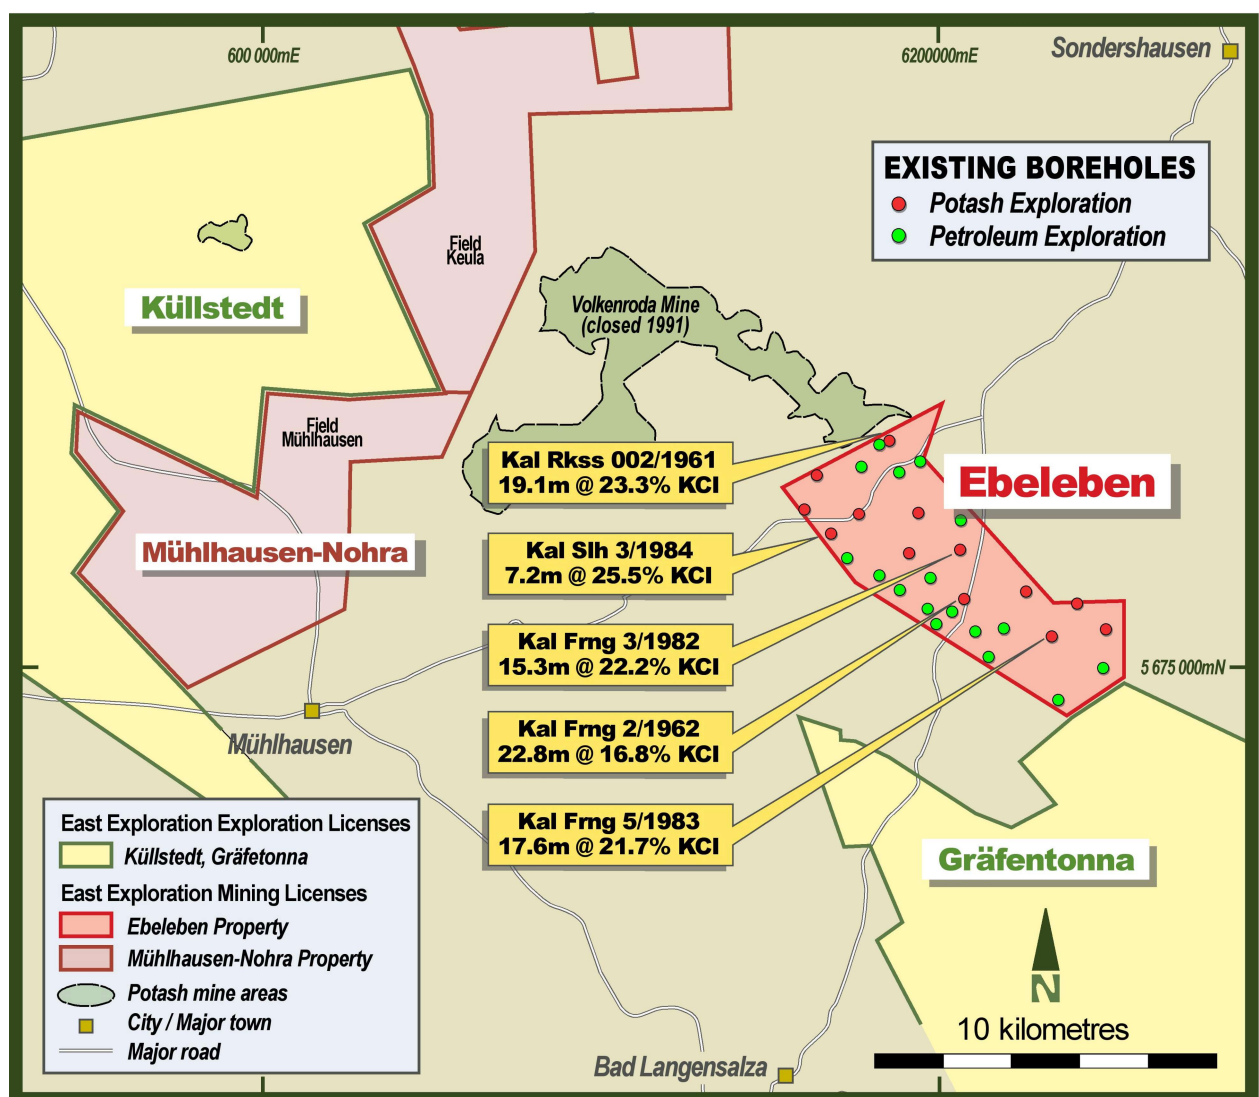 600 000mE
6200000mE
Sondershausen
EXISTING BOREHOLES
Potash Exploration
Petroleum Exploration
Field
Keula
Küllstedt
Volkenroda Mine
(closed 1991)
Field
Mühlhausen
Kal Rkss 002/1961
19.1m @ 23.3% KCl
Ebeleben
Mühlhausen-Nohra
Kal Slh 3/1984
7.2m @ 25.5% KCl
Kal Frng 3/1982
15.3m @ 22.2% KCl
5 675 000mN
Kal Frng 2/1962
22.8m @ 16.8% KCl
Mühlhausen
Kal Frng 5/1983
17.6m @ 21.7% KCl
Gräfentonna
East Exploration Exploration Licenses
Küllstedt, Gräfetonna
East Exploration Mining Licenses
Ebeleben Property
Mühlhausen-Nohra Property
Potash mine areas
City / Major town
Major road
N
10 kilometres
Bad Langensalza